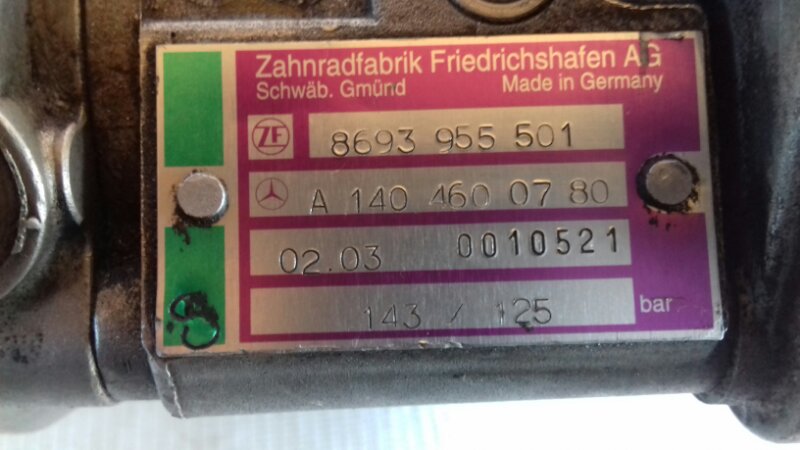 Zahnradfabrik Friedrichshafen AG
Schwäb. Gmünd Made in Germany
ZF 8693 955 501
A 140 460 07 80
02.03 0010521
143 / 125 bar